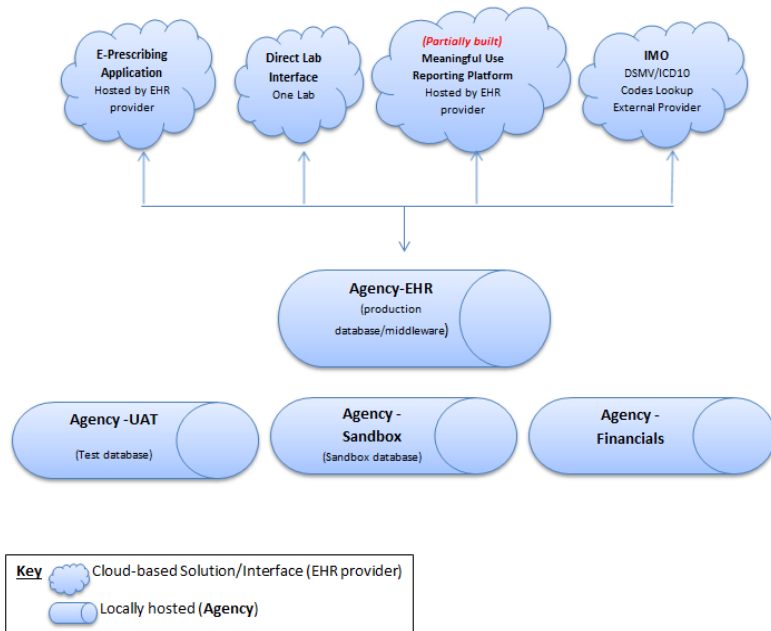 E-Prescribing
Application
Hosted by EHR
provider
Direct Lab
Interface
One Lab
(Partially built)
Meaningful Use
Reporting Platform
Hosted by EHR
provider
IMO
DSMV/ICD10
Codes Lookup
External Provider
Agency-EHR
(production
database/middleware)
Agency -UAT
(Test database)
Agency -
Sandbox
(Sandbox database)
Agency -
Financials
Key
Cloud-based Solution/Interface (EHR provider)
Locally hosted (Agency)